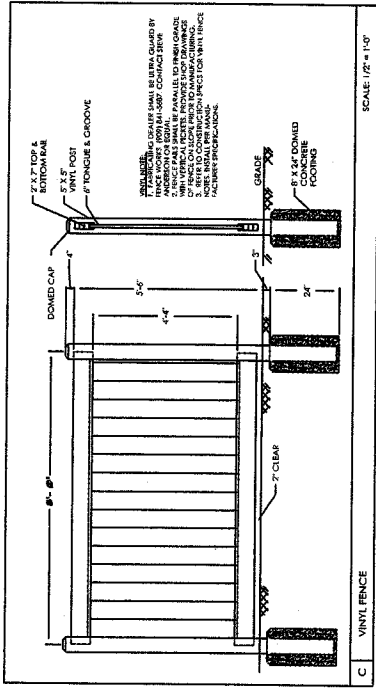 DOMED CAP
2" X 7" TOP &
BOTTOM RAIL
5" X 5"
VINYL POST
6" TONGUE & GROOVE
VINYL NOTE:
1. FABRICATING DEALER SHALL BE ULTRA GUARD BY
FENCE WORKS (909) CONTACT STEVE
ANDERSON OR EQUAL.
2. FENCE RAILS SHALL BE PARALLEL TO FINISH GRADE
WITH VERTICAL PICKETS. PROVIDE SHOP DRAWINGS
OF FENCE ON SLOPE PRIOR TO MANUFACTURING.
3. REFER TO CONSTRUCTION SPECS FOR VINYL FENCE
NOTES. INSTALL PER MANU-
FACTURER SPECIFICATIONS.
4"
5'-6"
4'-4"
GRADE
3"
24"
8" X 24" DOMED
CONCRETE
FOOTING
2" CLEAR
C
VINYL FENCE
SCALE: 1/2" = 1'-0"